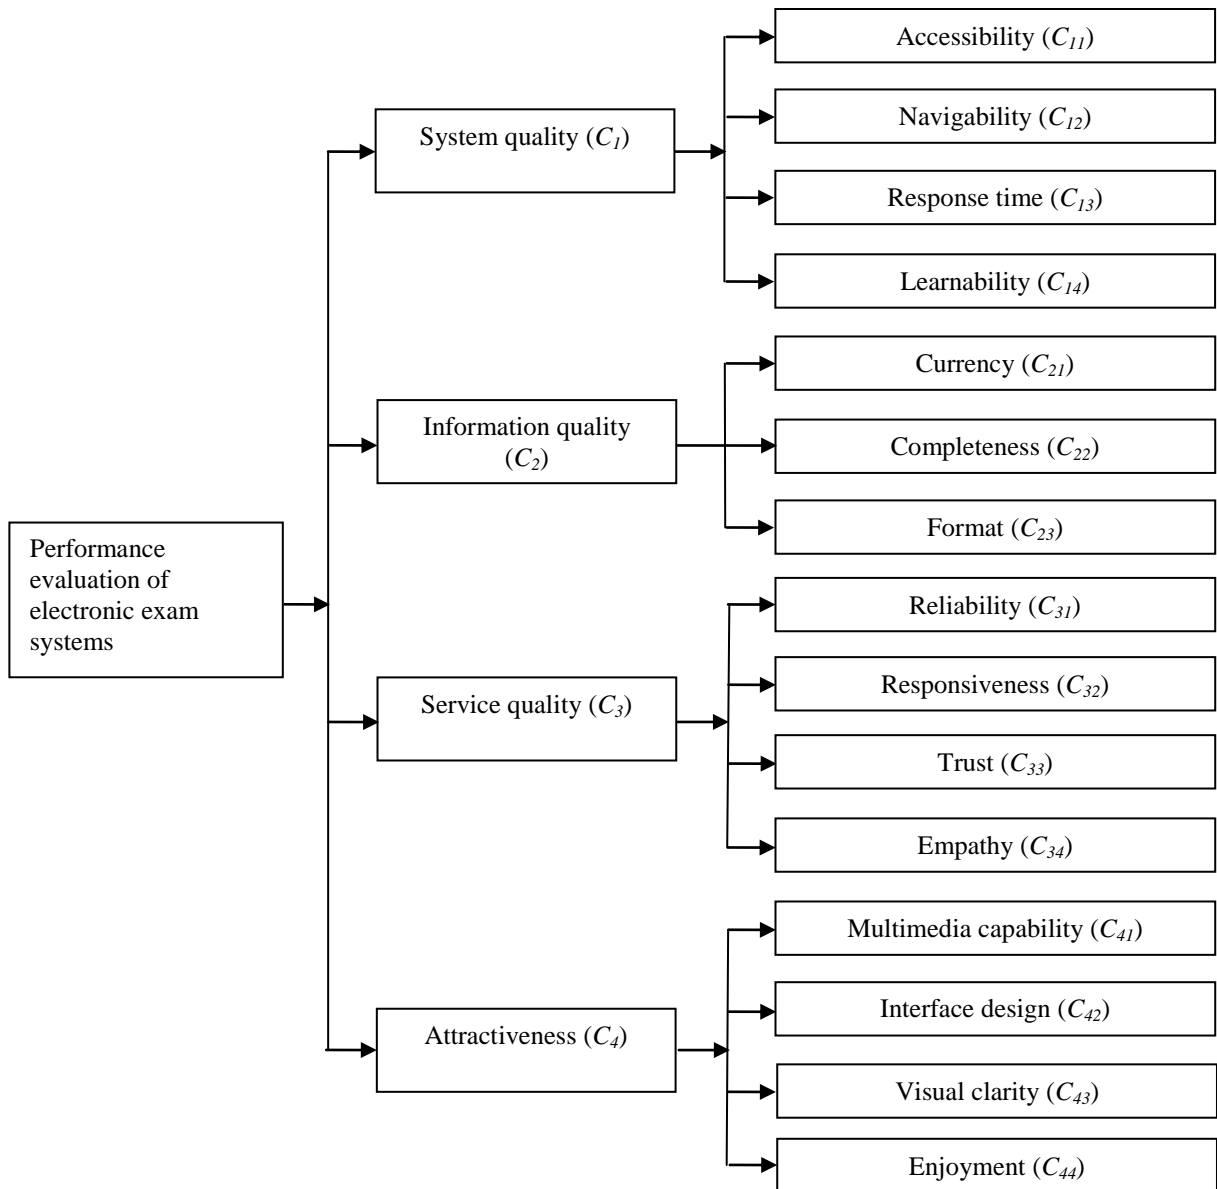 Performance
evaluation of
electronic exam
systems
System quality (C1)
Accessibility (C11)
Navigability (C12)
Response time (C13)
Learnability (C14)
Information quality
(C2)
Currency (C21)
Completeness (C22)
Format (C23)
Service quality (C3)
Reliability (C31)
Responsiveness (C32)
Trust (C33)
Empathy (C34)
Attractiveness (C4)
Multimedia capability (C41)
Interface design (C42)
Visual clarity (C43)
Enjoyment (C44)